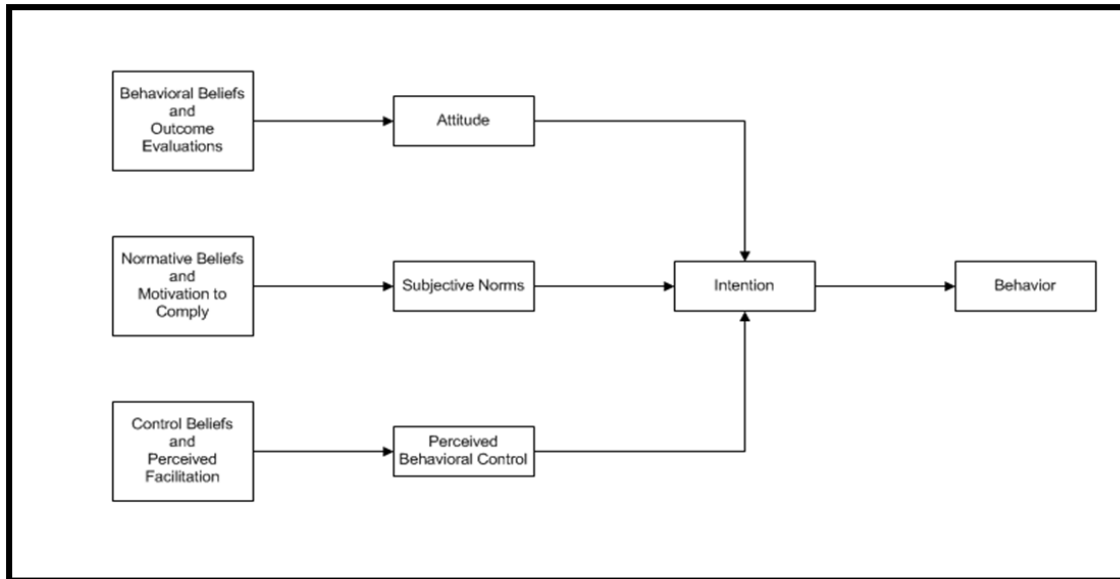 Behavioral Beliefs
and
Outcome
Evaluations
Attitude
Normative Beliefs
and
Motivation to
Comply
Subjective Norms
Intention
Behavior
Control Beliefs
and
Perceived
Facilitation
Perceived
Behavioral Control